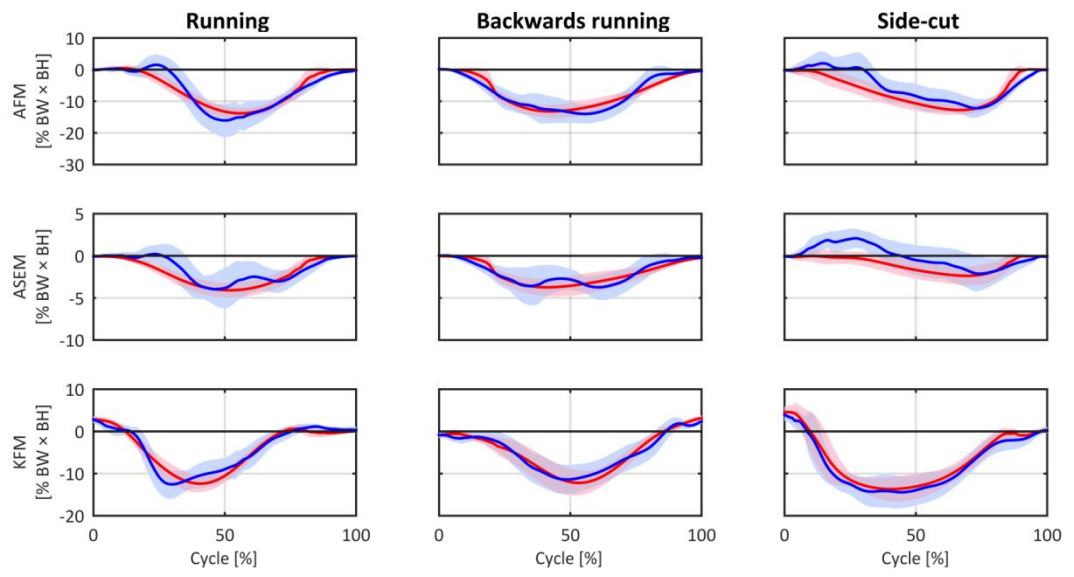 Running Backwards running Side-cut
AFM
[% BW × BH]
10
0
-10
-20
-30
ASEM
[% BW × BH]
5
0
-5
-10
KFM
[% BW × BH]
10
0
-10
-20
0 50 100 0 50 100 0 50 100
Cycle [%] Cycle [%] Cycle [%]